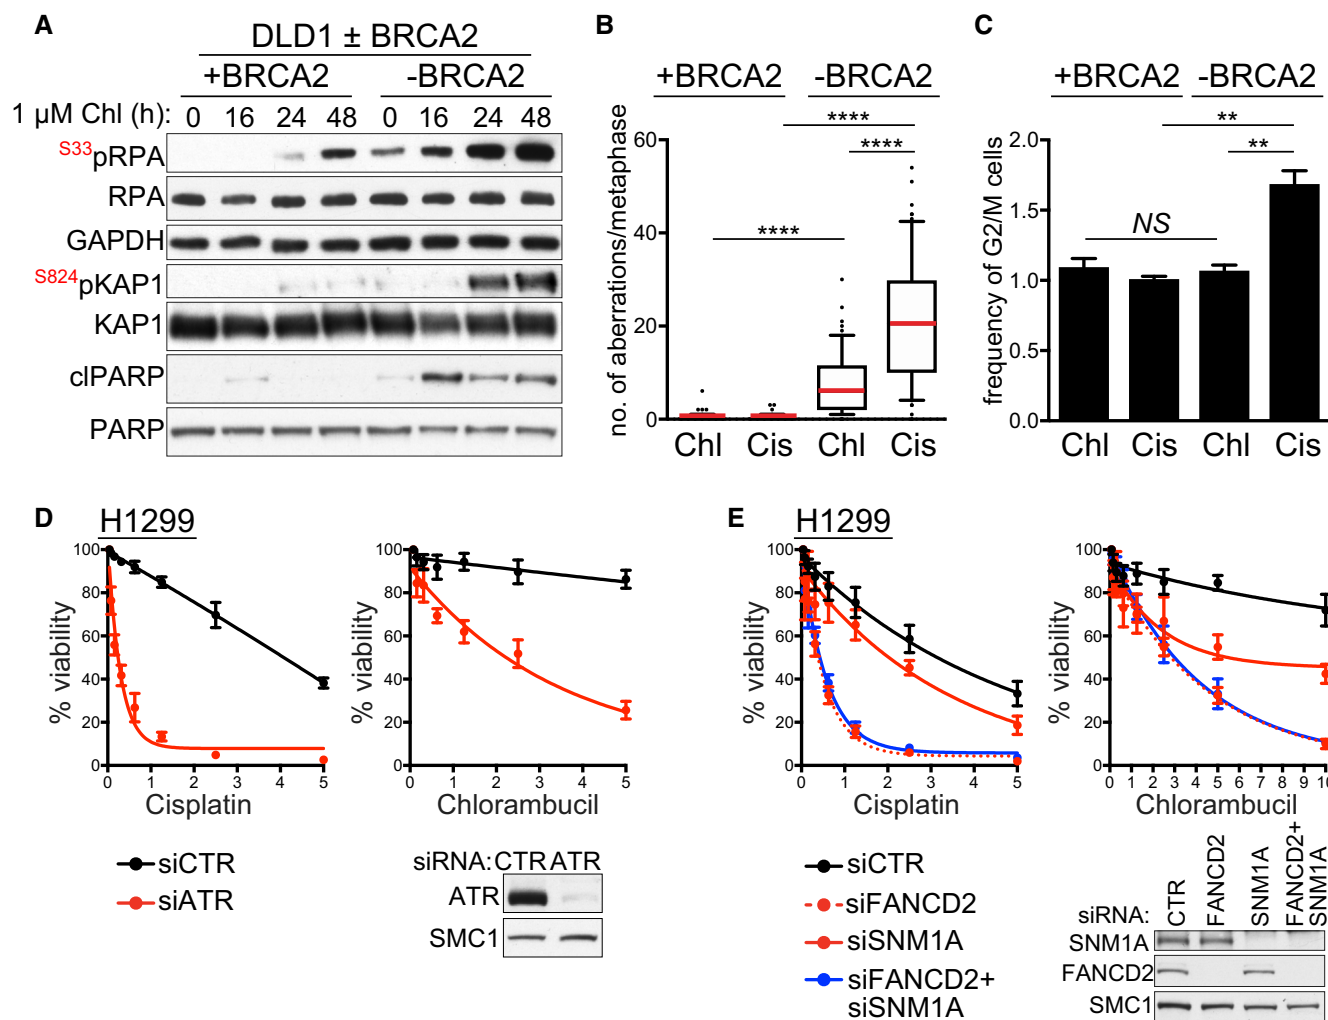 A
DLD1 ± BRCA2
+BRCA2 -BRCA2
1 µM Chl (h): 0 16 24 48 0 16 24 48
S33pRPA
RPA
GAPDH
S824pKAP1
KAP1
clPARP
PARP
B
+BRCA2 -BRCA2
****
****
****
no. of aberrations/metaphase
60
40
20
0
Chl Cis Chl Cis
C
+BRCA2 -BRCA2
**
**
NS
frequency of G2/M cells
2.0
1.5
1.0
0.5
0.0
Chl Cis Chl Cis
D
H1299
% viability
100
80
60
40
20
0
0 1 2 3 4 5
Cisplatin
% viability
100
80
60
40
20
0
0 1 2 3 4 5
Chlorambucil
siCTR
siATR
siRNA: CTR ATR
ATR
SMC1
E
H1299
% viability
100
80
60
40
20
0
0 1 2 3 4 5
Cisplatin
% viability
100
80
60
40
20
0
0 1 2 3 4 5 6 7 8 9 10
Chlorambucil
siCTR
siFANCD2
siSNM1A
siFANCD2+
siSNM1A
siRNA:
CTR
FANCD2
SNM1A
FANCD2+
SNM1A
SNM1A
FANCD2
SMC1